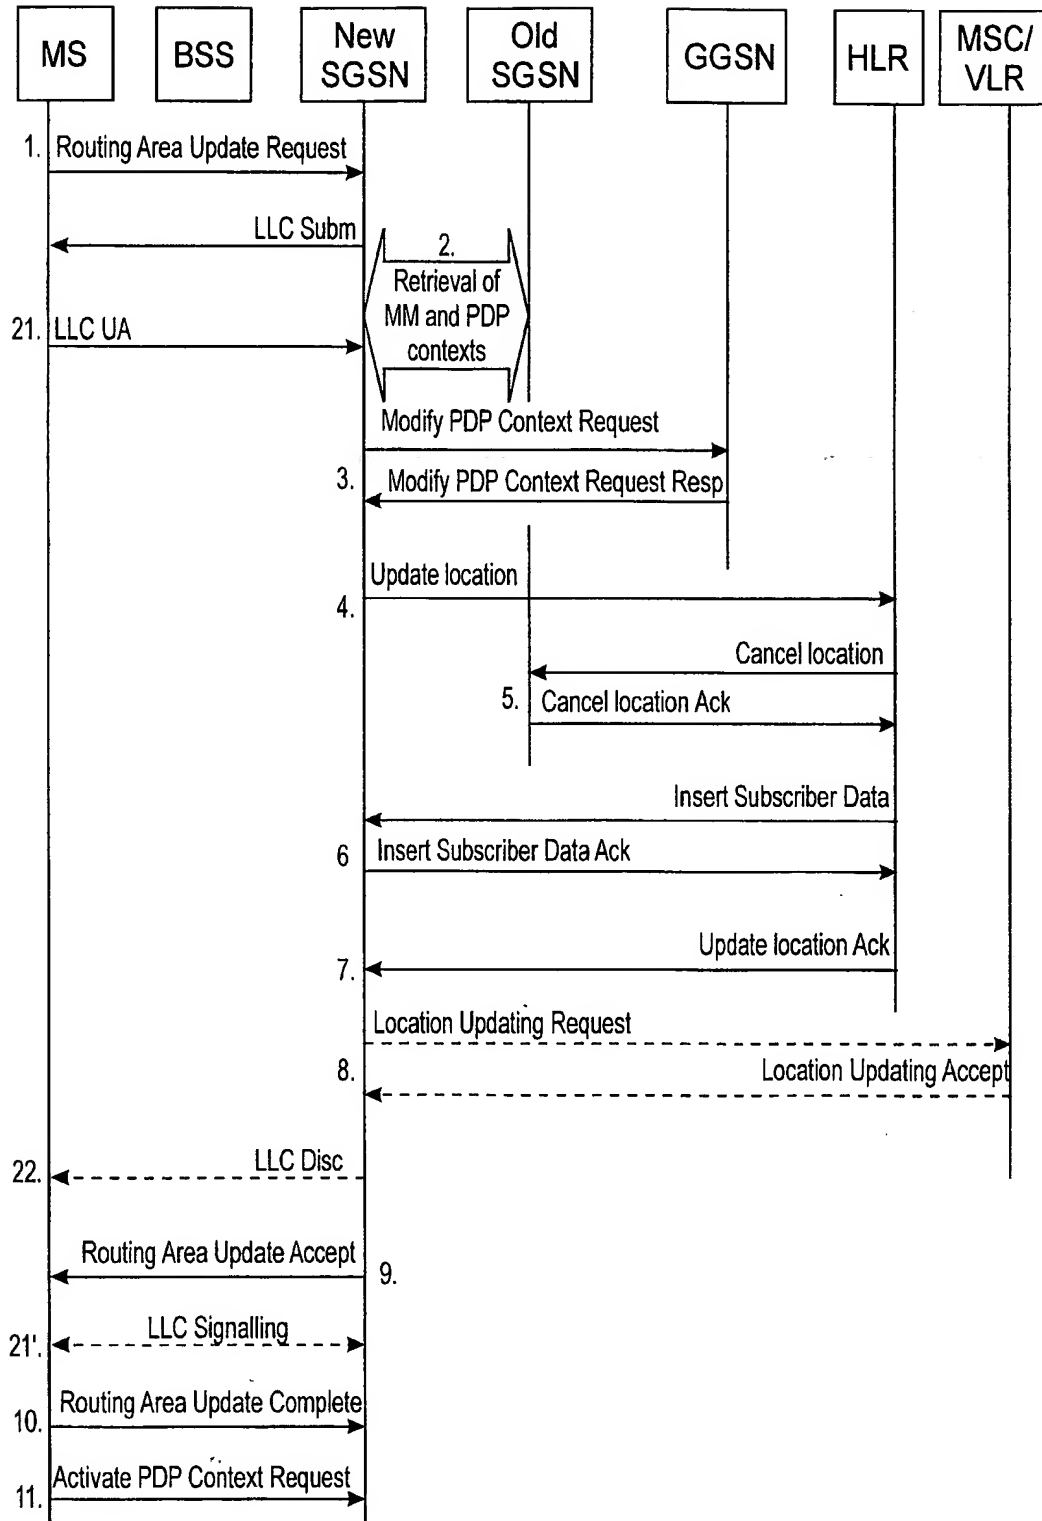 MS
BSS
New
SGSN
Old
SGSN
GGSN
HLR
MSC/
VLR
1. Routing Area Update Request
LLC Subm
2.
Retrieval of
MM and PDP
contexts
21. LLC UA
Modify PDP Context Request
3. Modify PDP Context Request Resp
Update location
4.
Cancel location
5. Cancel location Ack
Insert Subscriber Data
6 Insert Subscriber Data Ack
Update location Ack
7.
Location Updating Request
8. Location Updating Accept
22. LLC Disc
Routing Area Update Accept 9.
21'. LLC Signalling
Routing Area Update Complete
10.
Activate PDP Context Request
11.